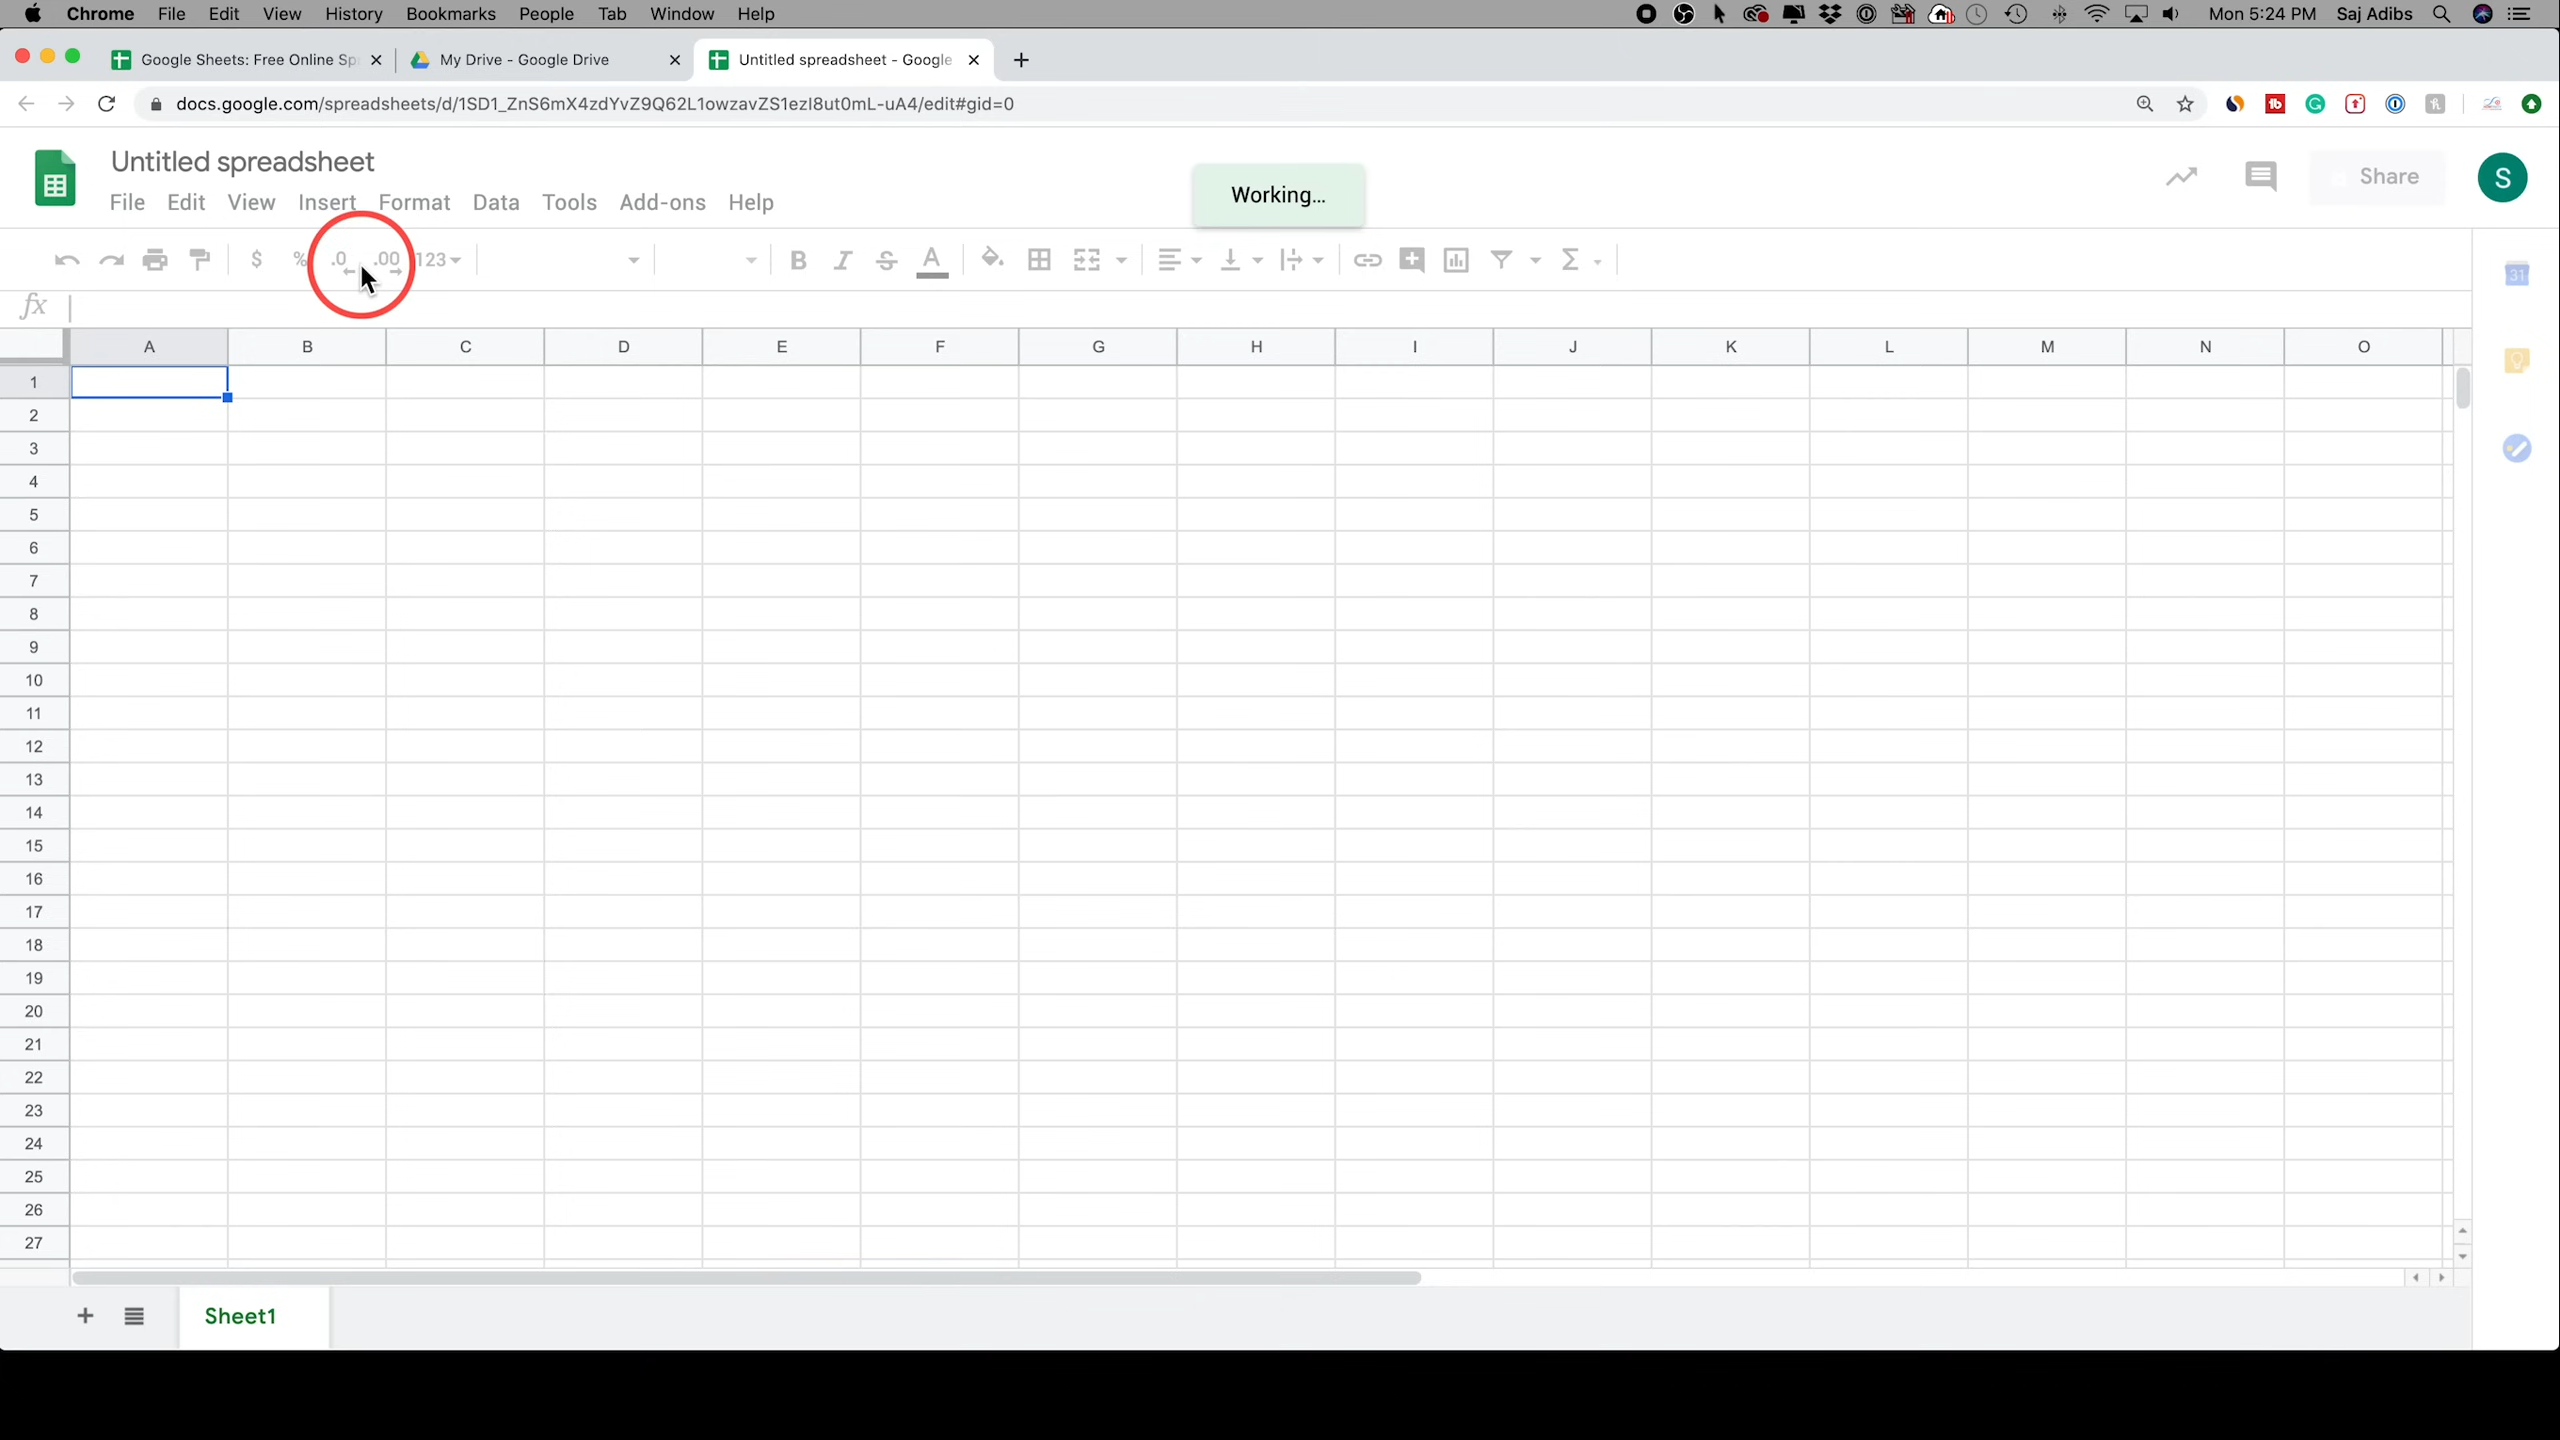 Chrome File Edit View History Bookmarks People Tab Window Help Mon 5:24 PM Saj Adibs
Google Sheets: Free Online Sp My Drive - Google Drive Untitled spreadsheet - Google
docs.google.com/spreadsheets/d/1SD1_ZnS6mX4zdYvZ9Q62L1owzavZS1ezI8ut0mL-uA4/edit#gid=0
Untitled spreadsheet
Working...
Share
S
File Edit View Insert Format Data Tools Add-ons Help
$ % .0 .00 123 B I S A Σ
31
fx
A B C D E F G H I J K L M N O
1
2
3
4
5
6
7
8
9
10
11
12
13
14
15
16
17
18
19
20
21
22
23
24
25
26
27
Sheet1